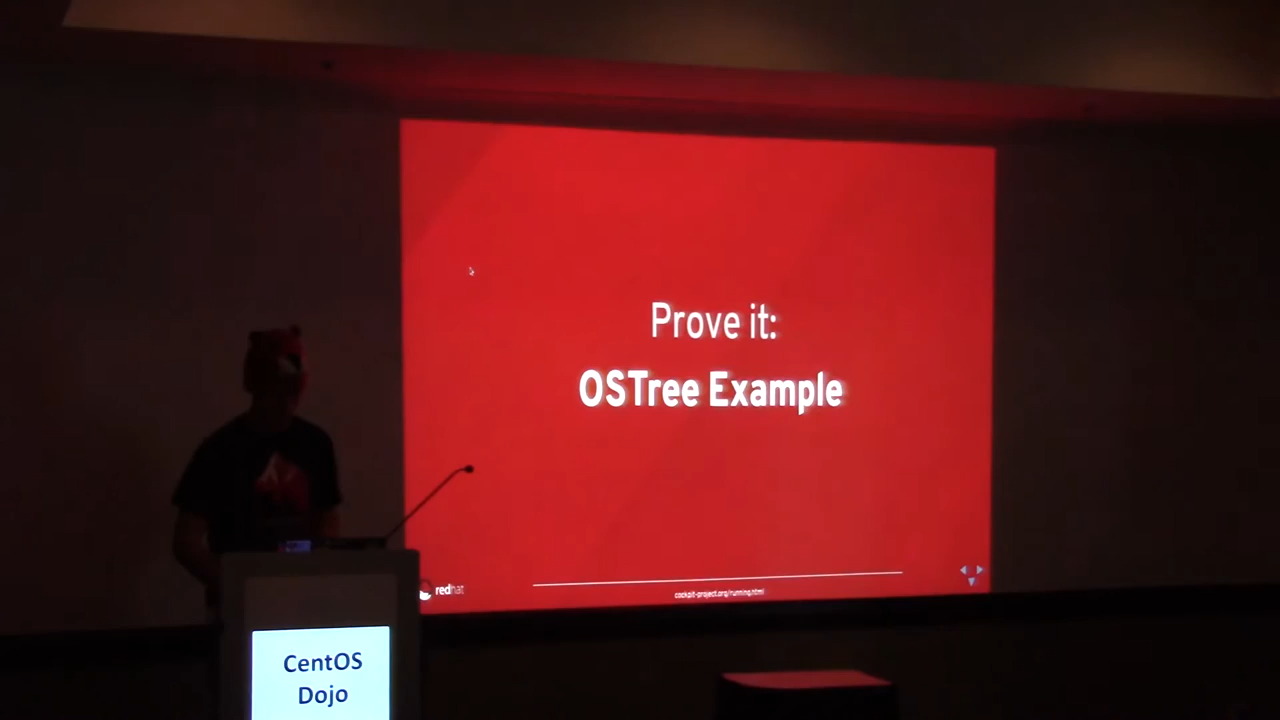 Prove it:
OSTree Example
redhat
cockpit-project.org/running.html
CentOS
Dojo